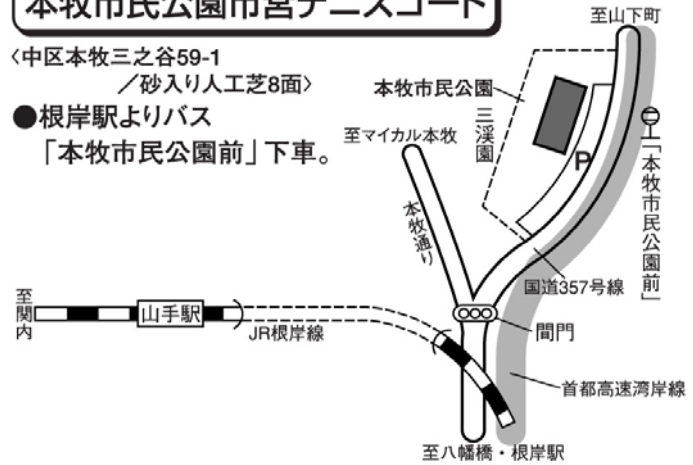 本牧市民公園市営テニスコート
〈中区本牧三之谷59-1
／砂入り人工芝8面〉
●根岸駅よりバス
「本牧市民公園前」下車。
至山下町
本牧市民公園
三渓園
至マイカル本牧
P
「本牧市民公園前」
本牧通り
国道357号線
至関内
山手駅
JR根岸線
間門
首都高速湾岸線
至八幡橋・根岸駅